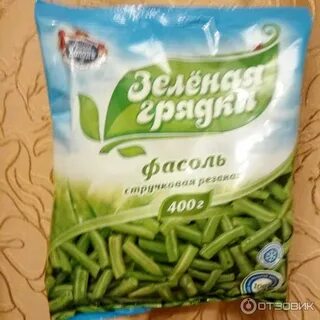 Зелёная
грядка
фасоль
стручковая резаная
400г
ОТЗОВИК